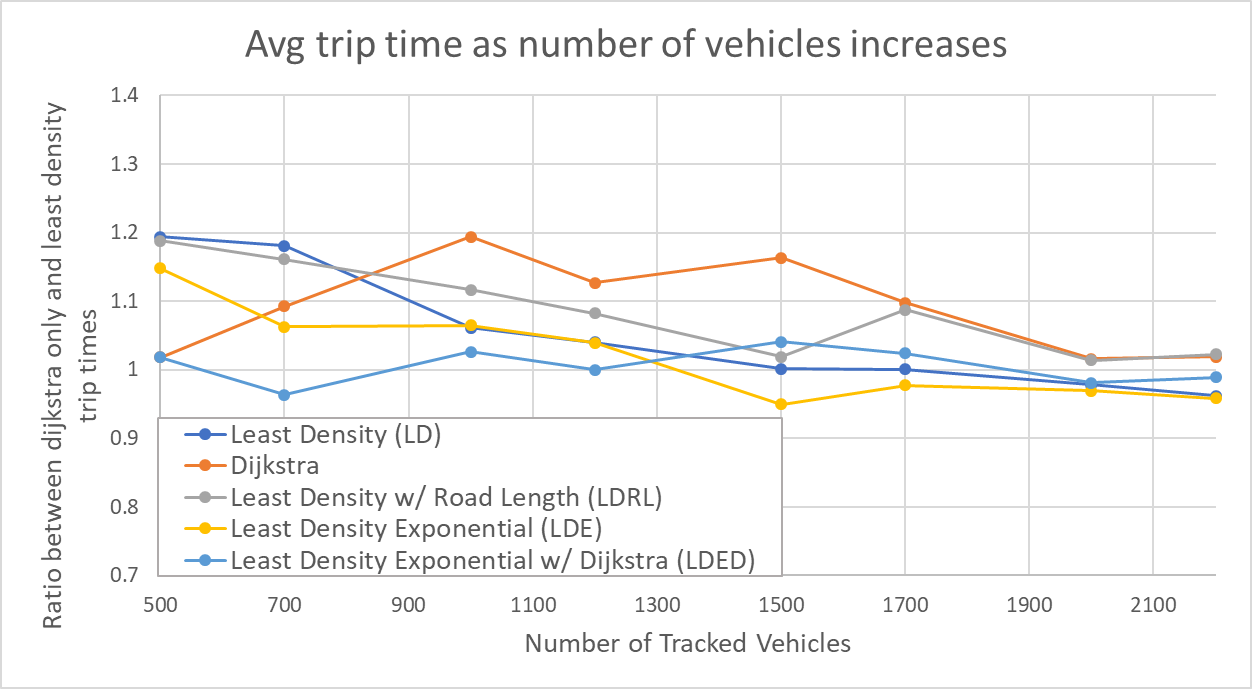 Avg trip time as number of vehicles increases
Ratio between dijkstra only and least density
trip times
1.4
1.3
1.2
1.1
1
0.9
0.8
0.7
Least Density (LD)
Dijkstra
Least Density w/ Road Length (LDRL)
Least Density Exponential (LDE)
Least Density Exponential w/ Dijkstra (LDED)
500 700 900 1100 1300 1500 1700 1900 2100
Number of Tracked Vehicles